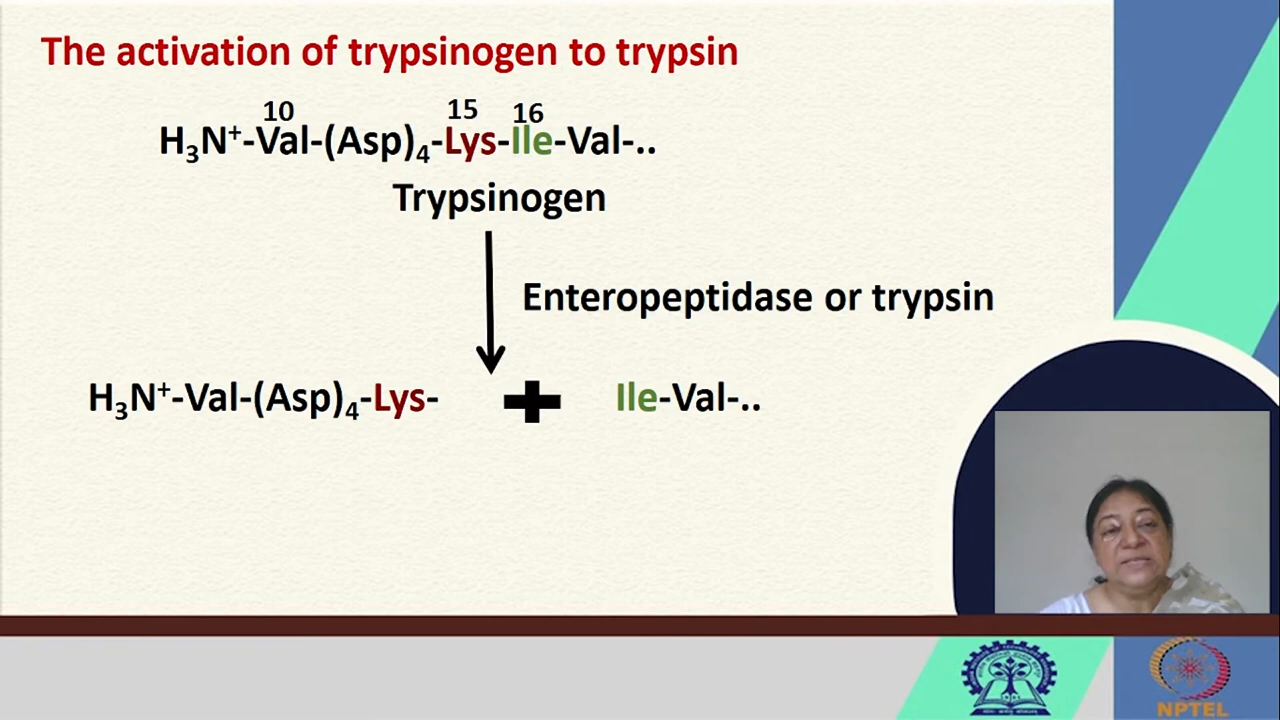 The activation of trypsinogen to trypsin
10 15 16
H₃N⁺-Val-(Asp)₄-Lys-Ile-Val-..
Trypsinogen
Enteropeptidase or trypsin
H₃N⁺-Val-(Asp)₄-Lys- + Ile-Val-..
NPTEL